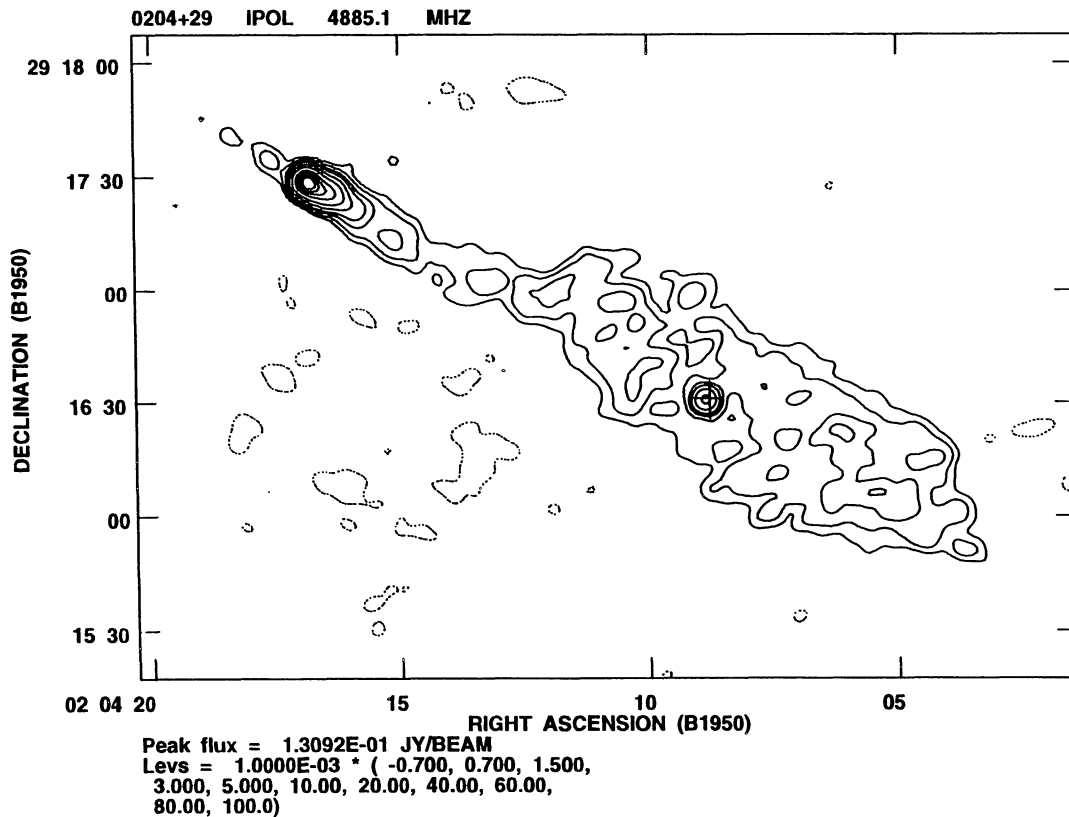 0204+29 IPOL 4885.1 MHZ
29 18 00
17 30
00
16 30
00
15 30
DECLINATION (B1950)
02 04 20
15
10
05
RIGHT ASCENSION (B1950)
Peak flux = 1.3092E-01 JY/BEAM
Levs = 1.0000E-03 * ( -0.700, 0.700, 1.500,
3.000, 5.000, 10.00, 20.00, 40.00, 60.00,
80.00, 100.0)